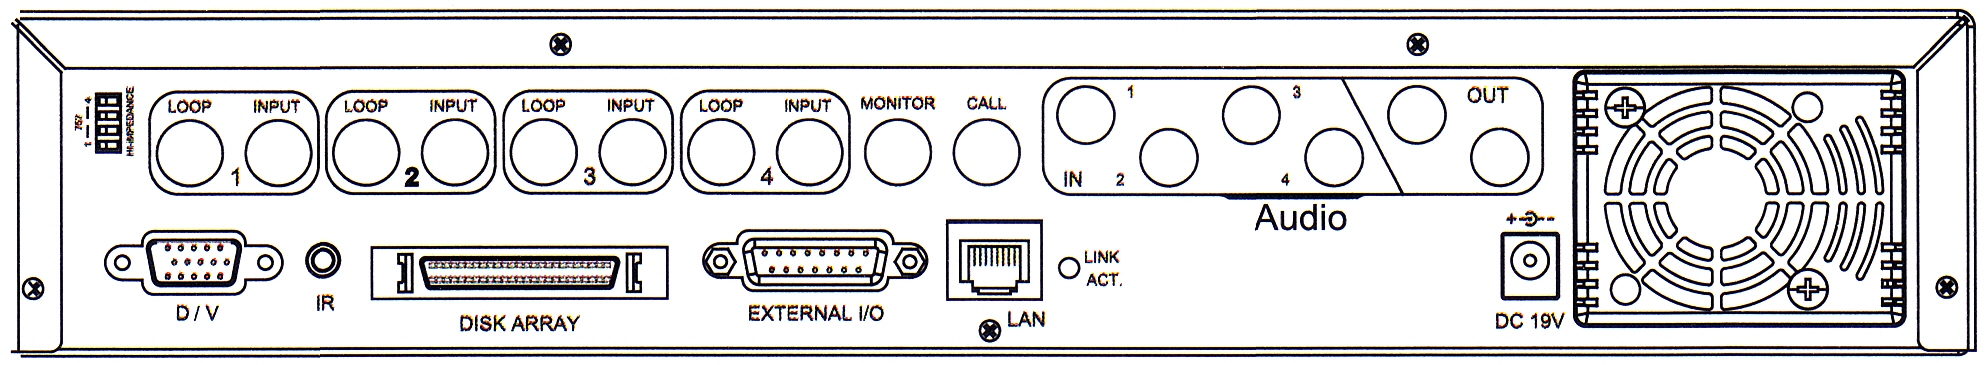 LOOP INPUT
1
LOOP INPUT
2
LOOP INPUT
3
LOOP INPUT
4
MONITOR
CALL
1
2
3
4
IN
OUT
Audio
1 — 4
HI-IMPEDANCE
D / V
IR
DISK ARRAY
EXTERNAL I/O
LAN
LINK
ACT.
+ --
DC 19V